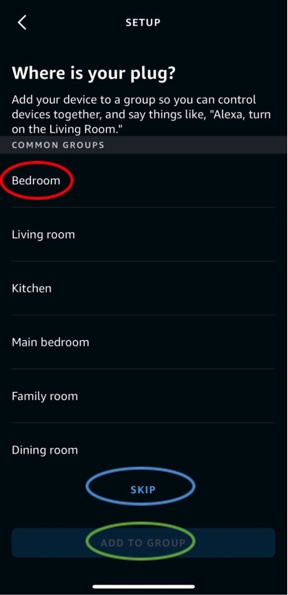 SETUP
Where is your plug?
Add your device to a group so you can control
devices together, and say things like, "Alexa, turn
on the Living Room."
COMMON GROUPS
Bedroom
Living room
Kitchen
Main bedroom
Family room
Dining room
SKIP
ADD TO GROUP